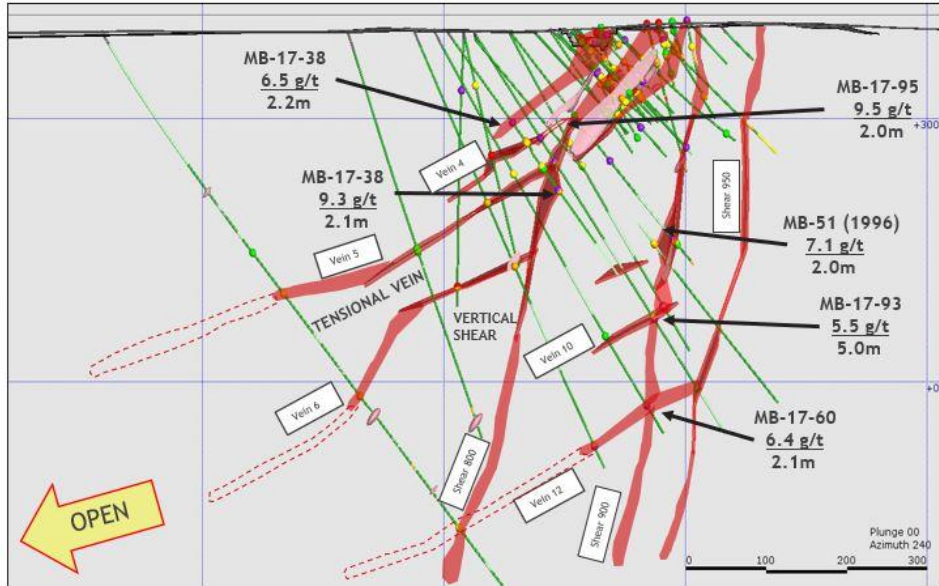 MB-17-38
6.5 g/t
2.2m
MB-17-95
9.5 g/t
2.0m
+300
Vein 4
MB-17-38
9.3 g/t
2.1m
Shear 950
MB-51 (1996)
7.1 g/t
2.0m
Vein 5
TENSIONAL VEIN
VERTICAL
SHEAR
MB-17-93
5.5 g/t
5.0m
Vein 10
+0
Vein 6
MB-17-60
6.4 g/t
2.1m
Shear 800
Vein 12
Shear 900
OPEN
Plunge 00
Azimuth 240
0 100 200 300